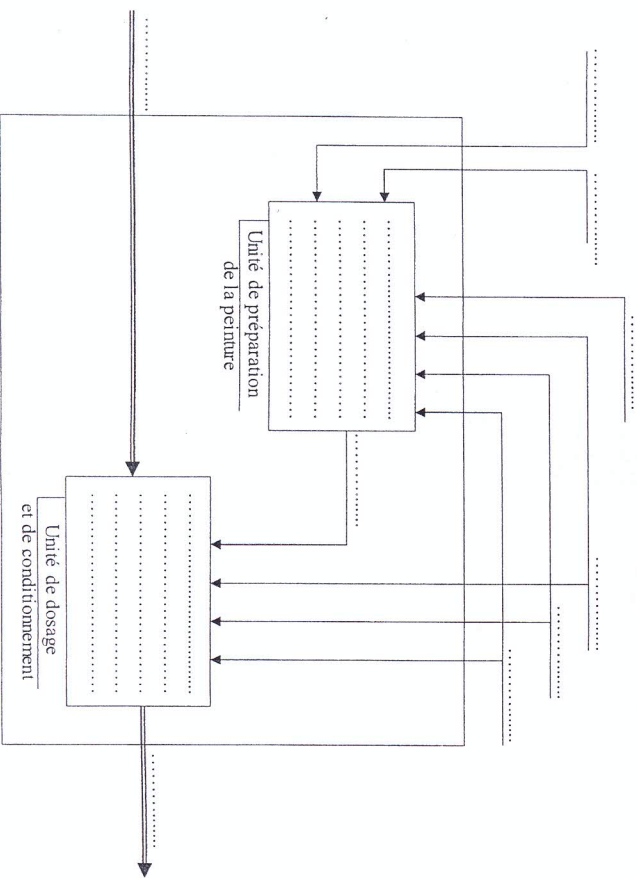 Unité de préparation
de la peinture
Unité de dosage
et de conditionnement